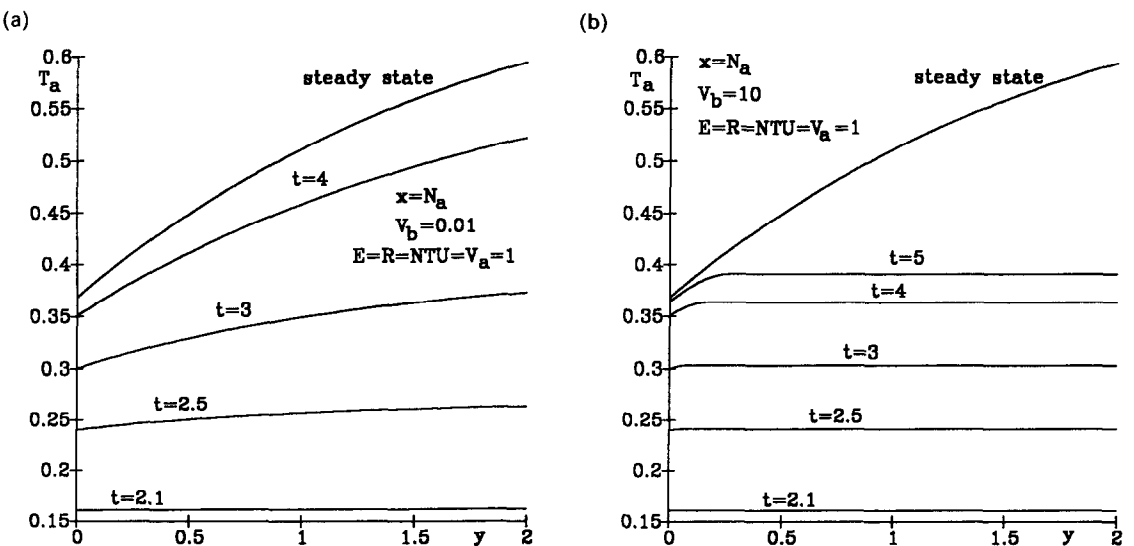 (a)
0.6
T_a
0.55
0.5
0.45
0.4
0.35
0.3
0.25
0.2
0.15
steady state
t=4
x=N_a
V_b=0.01
E=R=NTU=V_a=1
t=3
t=2.5
t=2.1
0
0.5
1
1.5
y
2
(b)
0.6
T_a
0.55
0.5
0.45
0.4
0.35
0.3
0.25
0.2
0.15
x=N_a
V_b=10
E=R=NTU=V_a=1
steady state
t=5
t=4
t=3
t=2.5
t=2.1
0
0.5
1
1.5
y
2